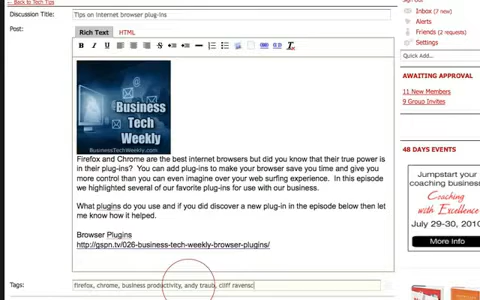 ← Back to Tech Tips
Discussion Title: Tips on internet browser plug-ins
Post: Rich Text HTML
B I U S
Business
Tech
Weekly
BusinessTechWeekly.com
Firefox and Chrome are the best internet browsers but did you know that their true power is
in their plug-ins? You can add plug-ins to make your browser save you time and give you
more control than you can even imagine over your web surfing experience. In this episode
we highlighted several of our favorite plug-ins for use with our business.
What plugins do you use and if you did discover a new plug-in in the episode below then let
me know how it helped.
Browser Plugins
http://gspn.tv/026-business-tech-weekly-browser-plugins/
Tags: firefox, chrome, business productivity, andy traub, cliff ravensc
Sign Out
Inbox (7 new)
Alerts
Friends (2 requests)
Settings
Quick Add...
AWAITING APPROVAL
11 New Members
9 Group Invites
48 DAYS EVENTS
Jumpstart your
coaching business!
Coaching
with Excellence
July 29-30, 2010
More Info